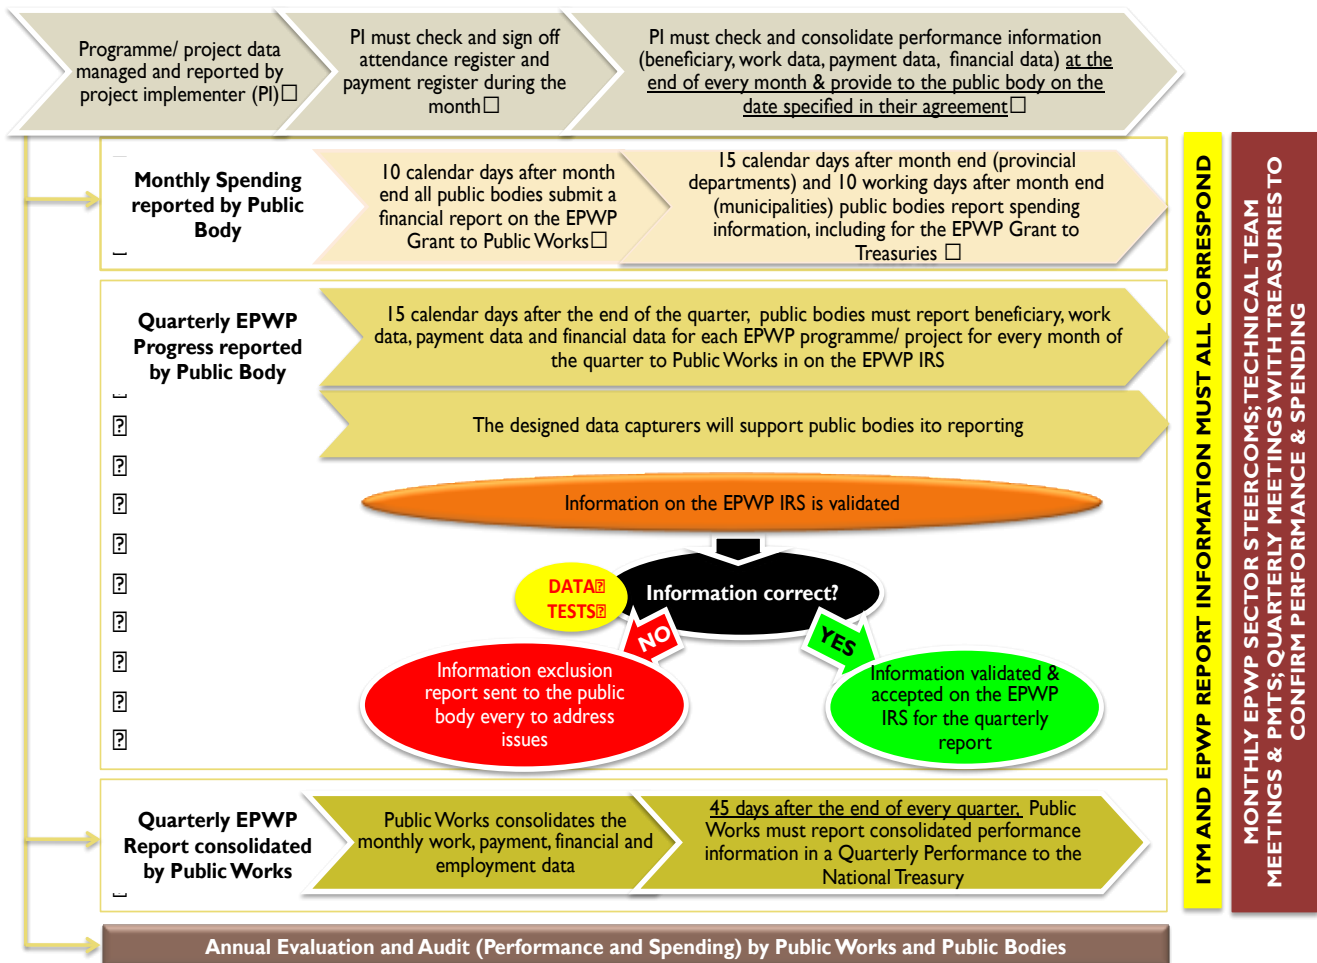 Programme/ project data
managed and reported by
project implementer (PI)□
PI must check and sign off
attendance register and
payment register during the
month□
PI must check and consolidate performance information
(beneficiary, work data, payment data, financial data) at the
end of every month & provide to the public body on the
date specified in their agreement□
Monthly Spending
reported by Public
Body
10 calendar days after month
end all public bodies submit a
financial report on the EPWP
Grant to Public Works□
15 calendar days after month end (provincial
departments) and 10 working days after month end
(municipalities) public bodies report spending
information, including for the EPWP Grant to
Treasuries □
Quarterly EPWP
Progress reported
by Public Body
15 calendar days after the end of the quarter, public bodies must report beneficiary, work
data, payment data and financial data for each EPWP programme/ project for every month of
the quarter to Public Works in on the EPWP IRS
The designed data capturers will support public bodies ito reporting
⍰
⍰
⍰
⍰
⍰
⍰
⍰
⍰
⍰
Information on the EPWP IRS is validated
DATA⍰
TESTS⍰
Information correct?
NO
YES
Information exclusion
report sent to the public
body every to address
issues
Information validated &
accepted on the EPWP
IRS for the quarterly
report
Quarterly EPWP
Report consolidated
by Public Works
Public Works consolidates the
monthly work, payment, financial and
employment data
45 days after the end of every quarter, Public
Works must report consolidated performance
information in a Quarterly Performance to the
National Treasury
Annual Evaluation and Audit (Performance and Spending) by Public Works and Public Bodies
IYM AND EPWP REPORT INFORMATION MUST ALL CORRESPOND
MONTHLY EPWP SECTOR STEERCOMS; TECHNICAL TEAM
MEETINGS & PMTS; QUARTERLY MEETINGS WITH TREASURIES TO
CONFIRM PERFORMANCE & SPENDING